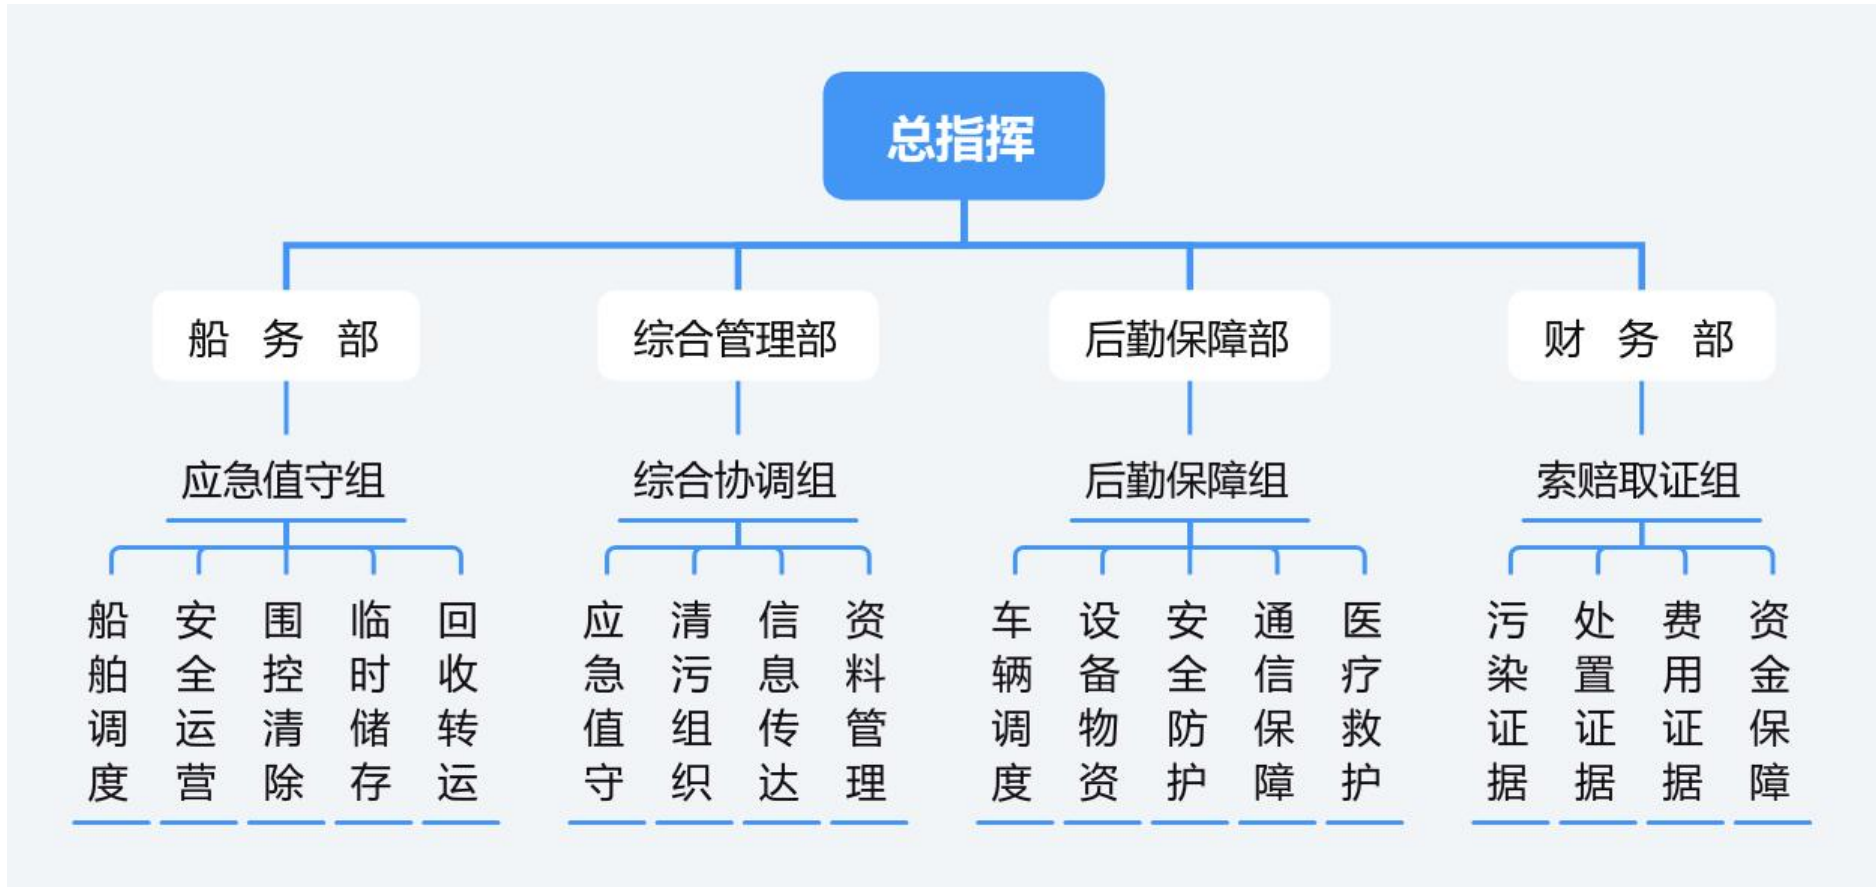 总指挥
船务部
综合管理部
后勤保障部
财务部
应急值守组
综合协调组
后勤保障组
索赔取证组
船舶调度
安全运营
围控清除
临时储存
回收转运
应急值守
清污组织
信息传达
资料管理
车辆调度
设备物资
安全防护
通信保障
医疗救护
污染证据
处置证据
费用证据
资金保障